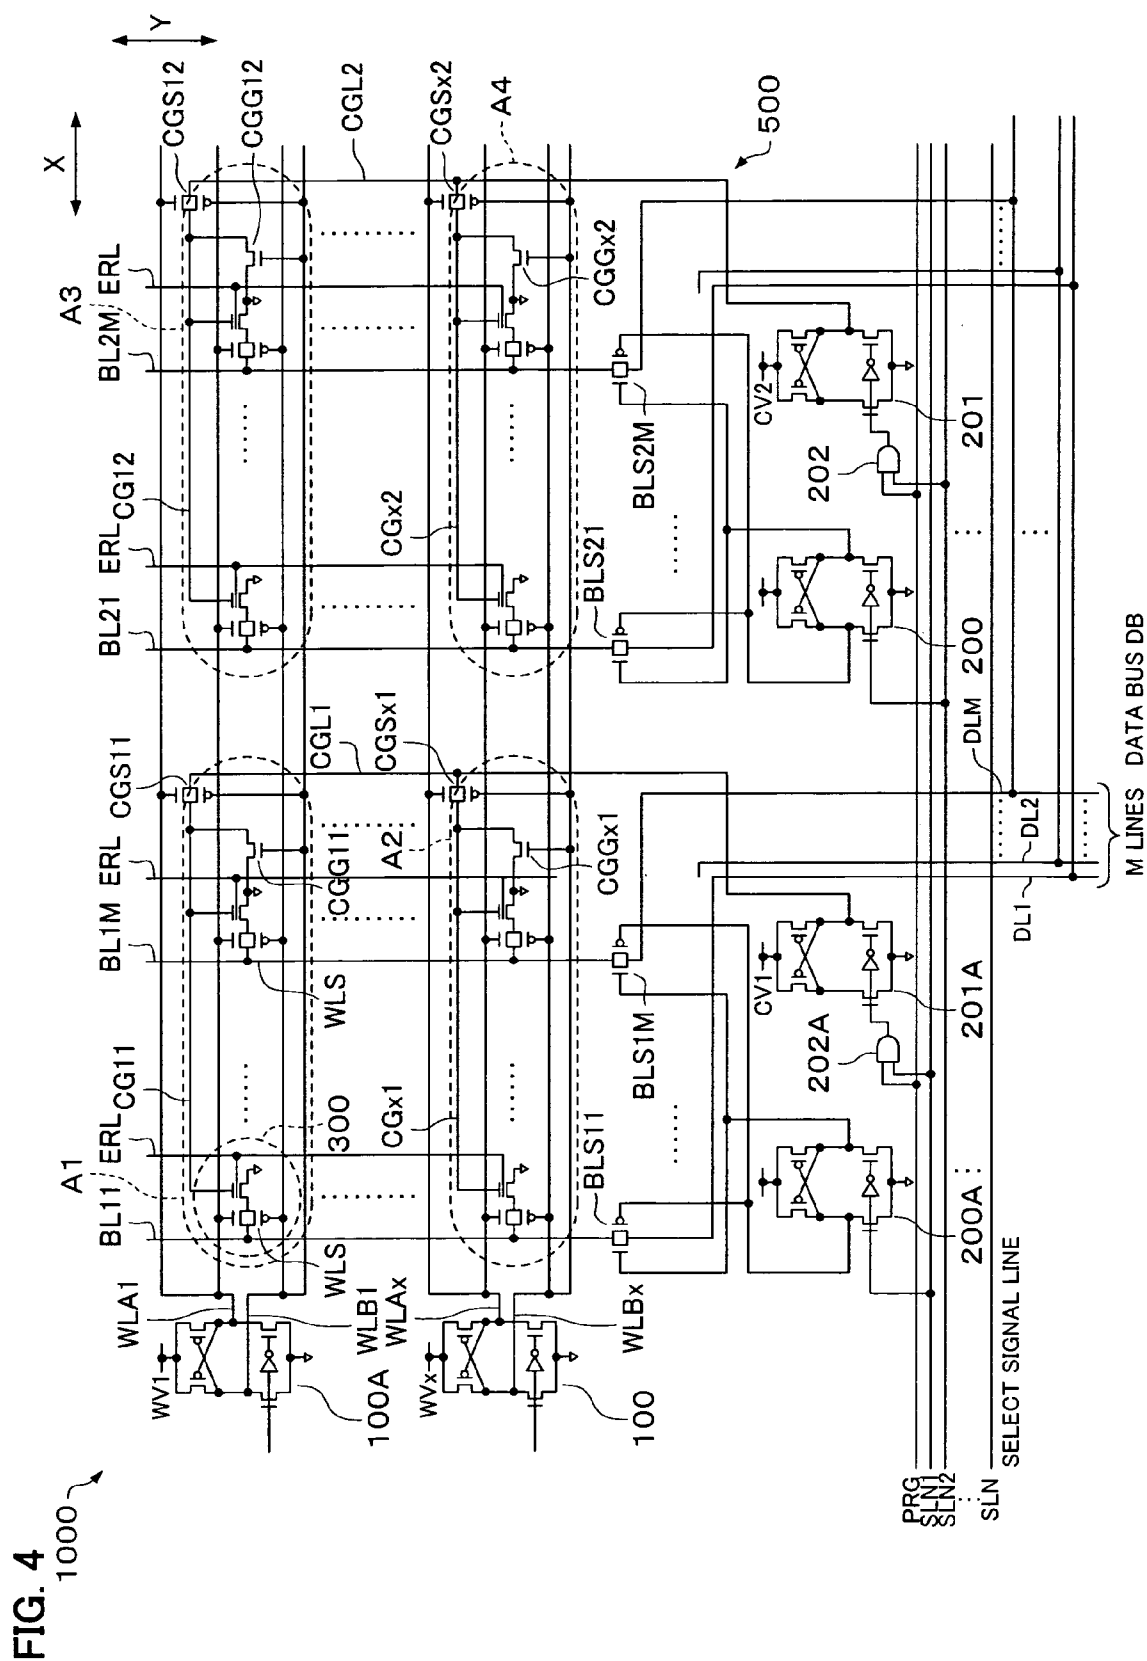 FIG. 4
1000
X
Y
BL11
A1
ERL
CG11
BL1M
ERL
CGS11
BL21
ERL
CG12
BL2M
A3
ERL
CGS12
CGG12
WLA1
WV1
100A
WLB1
WLS
300
WLS
CGG11
CGL1
CGL2
WLAx
WVx
100
WLBx
CGx1
A2
CGSx1
CGGx1
CGx2
CGSx2
A4
CGGx2
BLS11
BLS1M
BLS21
BLS2M
500
CV1
200A
202A
201A
CV2
200
202
201
PRG
SLN1
SLN2
SLN
SELECT SIGNAL LINE
DL1
DL2
DLM
M LINES DATA BUS DB